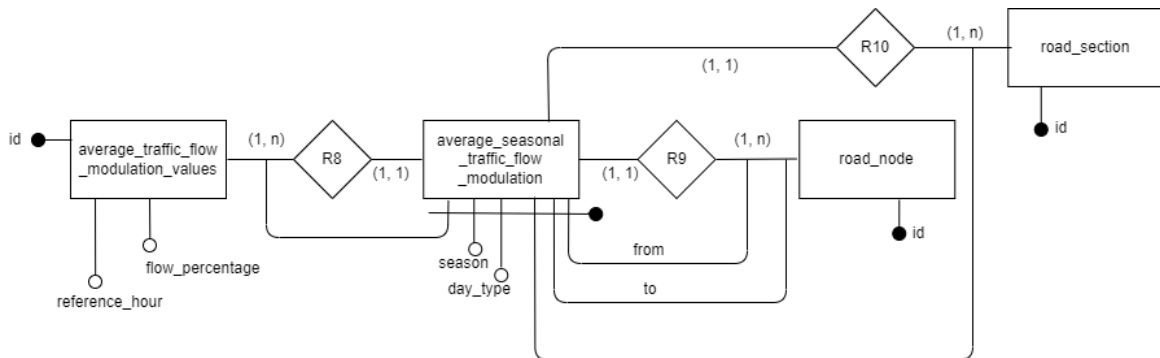 R10
(1, n)
road_section
(1, 1)
id
id
average_traffic_flow
_modulation_values
(1, n)
R8
(1, 1)
average_seasonal
_traffic_flow
_modulation
(1, 1)
R9
(1, n)
road_node
id
from
to
season
day_type
flow_percentage
reference_hour